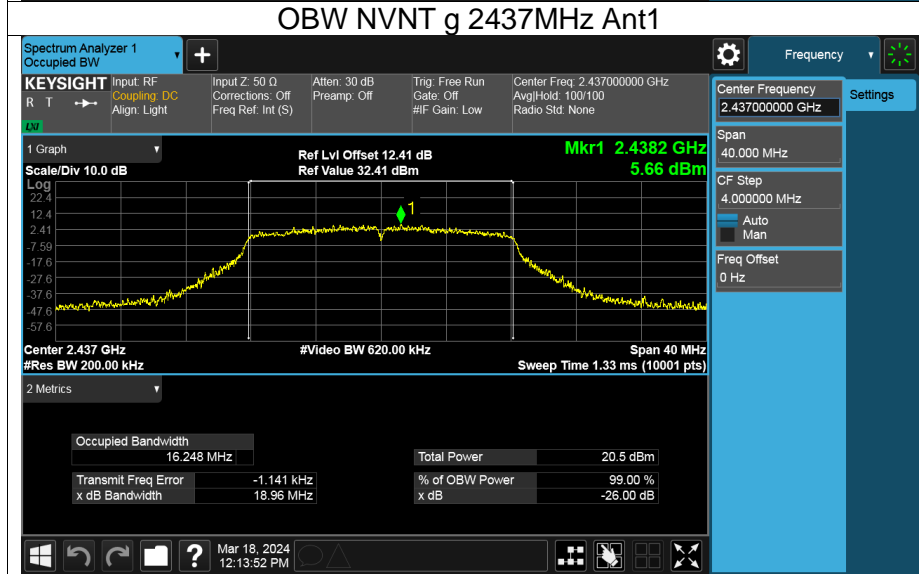 OBW NVNT g 2437MHz Ant1
Spectrum Analyzer 1
Occupied BW
+
Frequency
KEYSIGHT
R T
LXI
Input: RF
Coupling: DC
Align: Light
Input Z: 50 Ω
Corrections: Off
Freq Ref: Int (S)
Atten: 30 dB
Preamp: Off
Trig: Free Run
Gate: Off
#IF Gain: Low
Center Freq: 2.437000000 GHz
Avg|Hold: 100/100
Radio Std: None
Center Frequency
2.437000000 GHz
Settings
Span
40.000 MHz
CF Step
4.000000 MHz
Auto
Man
Freq Offset
0 Hz
1 Graph
Ref Lvl Offset 12.41 dB
Mkr1 2.4382 GHz
Scale/Div 10.0 dB
Ref Value 32.41 dBm
5.66 dBm
Log
22.4
12.4
2.41
-7.59
-17.6
-27.6
-37.6
-47.6
-57.6
1
Center 2.437 GHz
#Video BW 620.00 kHz
Span 40 MHz
#Res BW 200.00 kHz
Sweep Time 1.33 ms (10001 pts)
2 Metrics
Occupied Bandwidth
16.248 MHz
Total Power
20.5 dBm
Transmit Freq Error
-1.141 kHz
% of OBW Power
99.00 %
x dB Bandwidth
18.96 MHz
x dB
-26.00 dB
?
Mar 18, 2024
12:13:52 PM